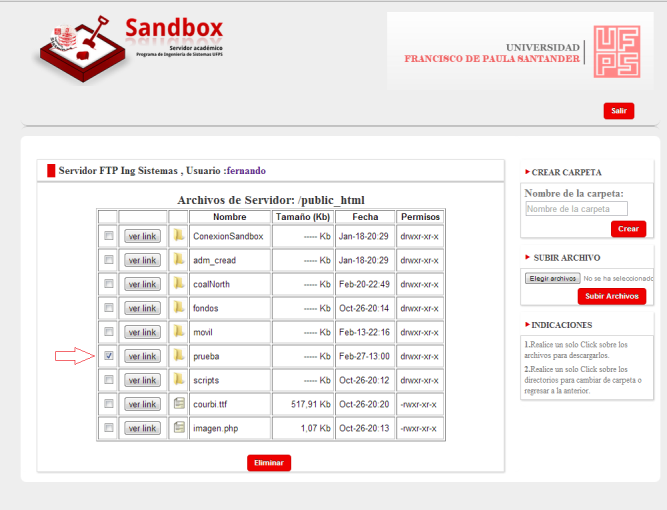 Sandbox
Servidor académico
Programa de Ingeniería de Sistemas UFPS
UNIVERSIDAD
FRANCISCO DE PAULA SANTANDER
UFPS
Salir
Servidor FTP Ing Sistemas , Usuario :fernando
Archivos de Servidor: /public_html
Nombre Tamaño (Kb) Fecha Permisos
ver link ConexionSandbox ----- Kb Jan-18-20:29 drwxr-xr-x
ver link adm_cread ----- Kb Jan-18-20:29 drwxr-xr-x
ver link coalNorth ----- Kb Feb-20-22:49 drwxr-xr-x
ver link fondos ----- Kb Oct-26-20:14 drwxr-xr-x
ver link movil ----- Kb Feb-13-22:16 drwxr-xr-x
ver link prueba ----- Kb Feb-27-13:00 drwxr-xr-x
ver link scripts ----- Kb Oct-26-20:12 drwxr-xr-x
ver link courbi.ttf 517,91 Kb Oct-26-20:20 -rwxr-xr-x
ver link imagen.php 1,07 Kb Oct-26-20:13 -rwxr-xr-x
Eliminar
CREAR CARPETA
Nombre de la carpeta:
Nombre de la carpeta
Crear
SUBIR ARCHIVO
Elegir archivos No se ha seleccionado
Subir Archivos
INDICACIONES
1.Realice un solo Click sobre los
archivos para descargarlos.
2.Realice un solo Click sobre los
directorios para cambiar de carpeta o
regresar a la anterior.